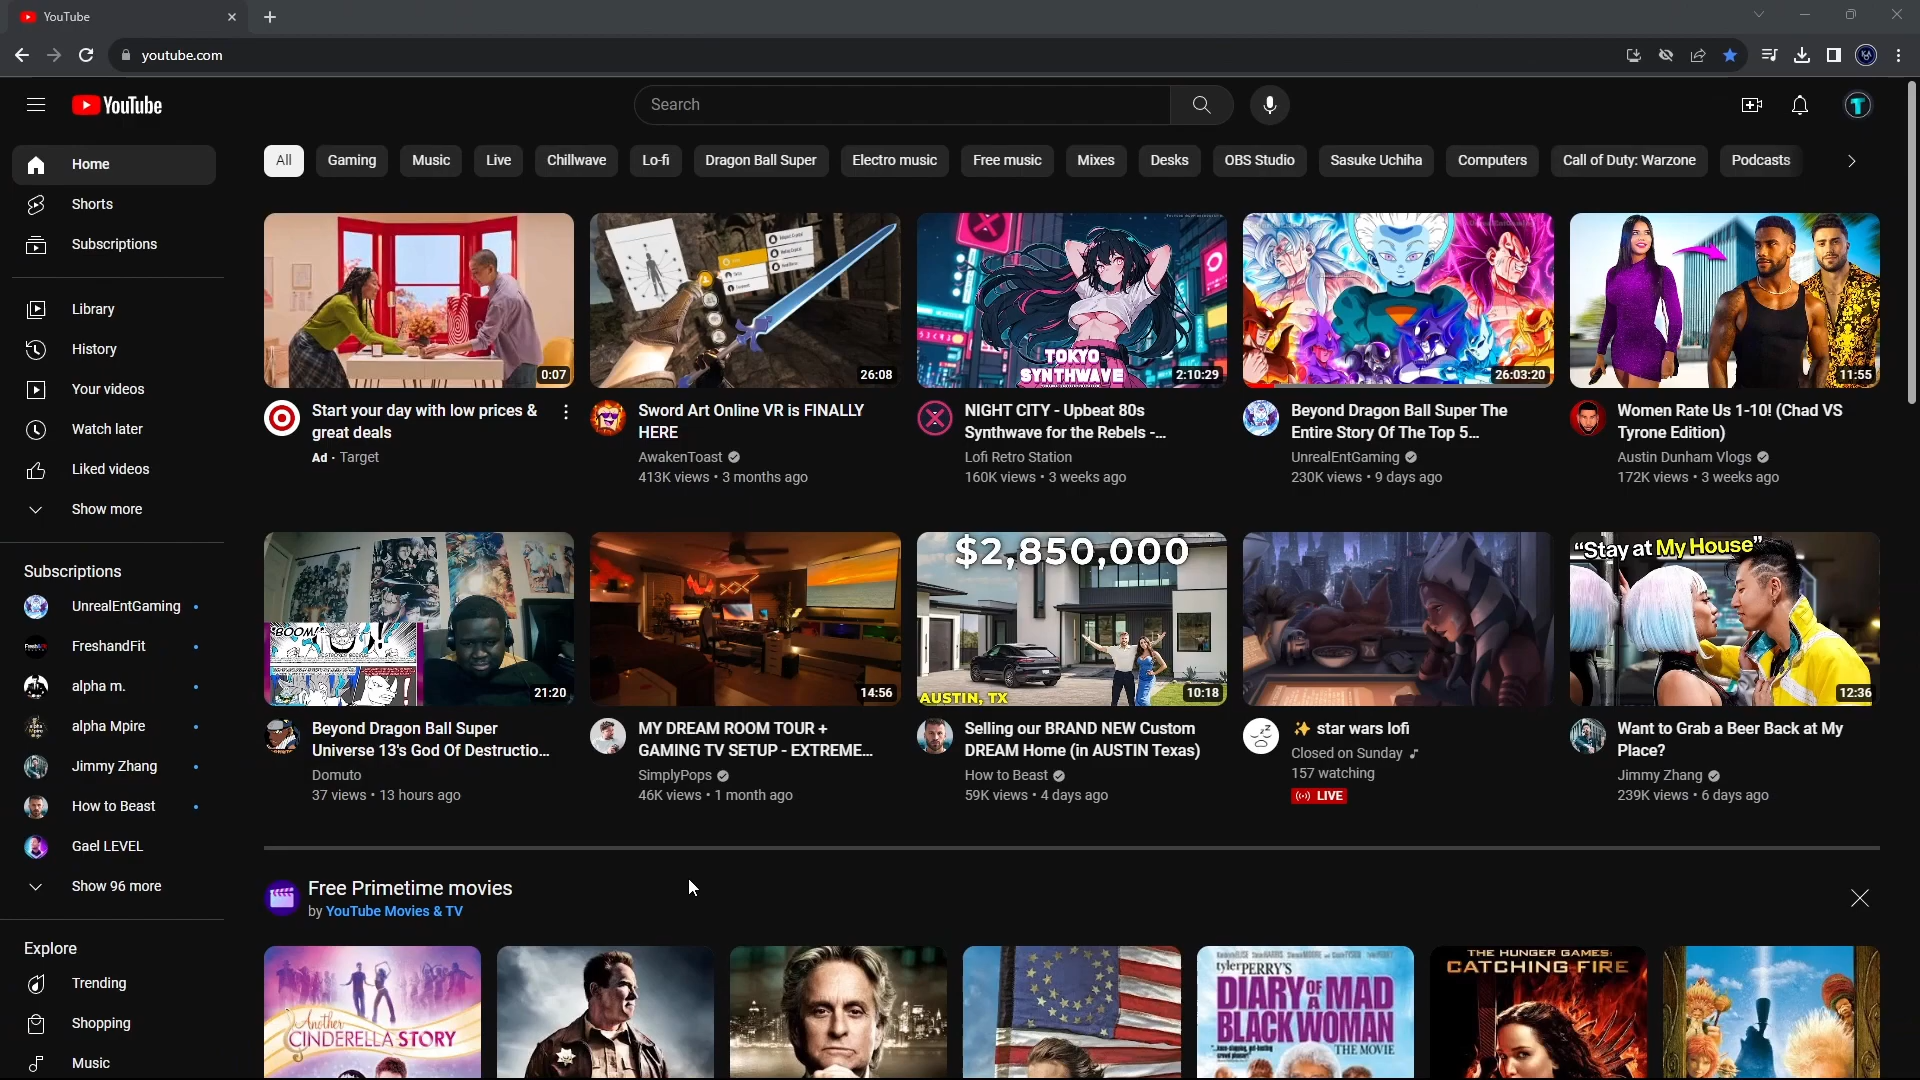 YouTube
youtube.com
YouTube
Search
Home
Shorts
Subscriptions
Library
History
Your videos
Watch later
Liked videos
Show more
Subscriptions
UnrealEntGaming
FreshandFit
alpha m.
alpha Mpire
Jimmy Zhang
How to Beast
Gael LEVEL
Show 96 more
Explore
Trending
Shopping
Music
All
Gaming
Music
Live
Chillwave
Lo-fi
Dragon Ball Super
Electro music
Free music
Mixes
Desks
OBS Studio
Sasuke Uchiha
Computers
Call of Duty: Warzone
Podcasts
0:07
Start your day with low prices &
great deals
Ad · Target
26:08
Sword Art Online VR is FINALLY
HERE
AwakenToast
413K views • 3 months ago
TOKYO
SYNTHWAVE
2:10:29
NIGHT CITY - Upbeat 80s
Synthwave for the Rebels -...
Lofi Retro Station
160K views • 3 weeks ago
26:03:20
Beyond Dragon Ball Super The
Entire Story Of The Top 5...
UnrealEntGaming
230K views • 9 days ago
11:55
Women Rate Us 1-10! (Chad VS
Tyrone Edition)
Austin Dunham Vlogs
172K views • 3 weeks ago
BOOM!
21:20
Beyond Dragon Ball Super
Universe 13's God Of Destructio...
Domuto
37 views • 13 hours ago
14:56
MY DREAM ROOM TOUR +
GAMING TV SETUP - EXTREME...
SimplyPops
46K views • 1 month ago
$2,850,000
AUSTIN, TX
10:18
Selling our BRAND NEW Custom
DREAM Home (in AUSTIN Texas)
How to Beast
59K views • 4 days ago
✨ star wars lofi
Closed on Sunday ♪
157 watching
LIVE
"Stay at My House"
12:36
Want to Grab a Beer Back at My
Place?
Jimmy Zhang
239K views • 6 days ago
Free Primetime movies
by YouTube Movies & TV
Another
CINDERELLA STORY
tyler PERRY'S
DIARY OF A MAD
BLACK WOMAN
THE MOVIE
THE HUNGER GAMES:
CATCHING FIRE